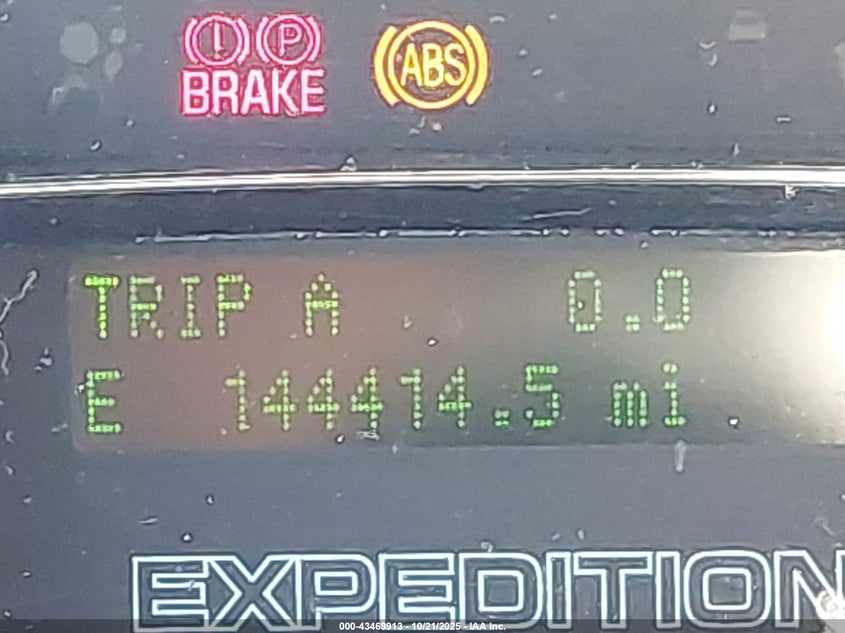 (!) (P)
BRAKE
(ABS)
TRIP A 0.0
E 144414.5 mi
EXPEDITION
000-43469913 - 10/21/2025 - IAA Inc.